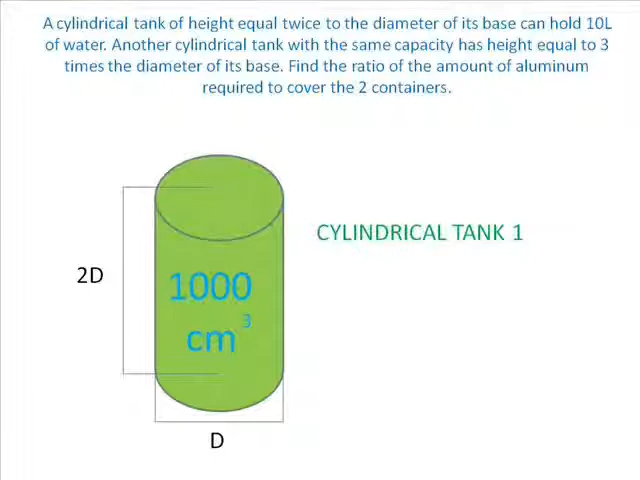 A cylindrical tank of height equal twice to the diameter of its base can hold 10L
of water. Another cylindrical tank with the same capacity has height equal to 3
times the diameter of its base. Find the ratio of the amount of aluminum
required to cover the 2 containers.
CYLINDRICAL TANK 1
2D
1000
cm³
D